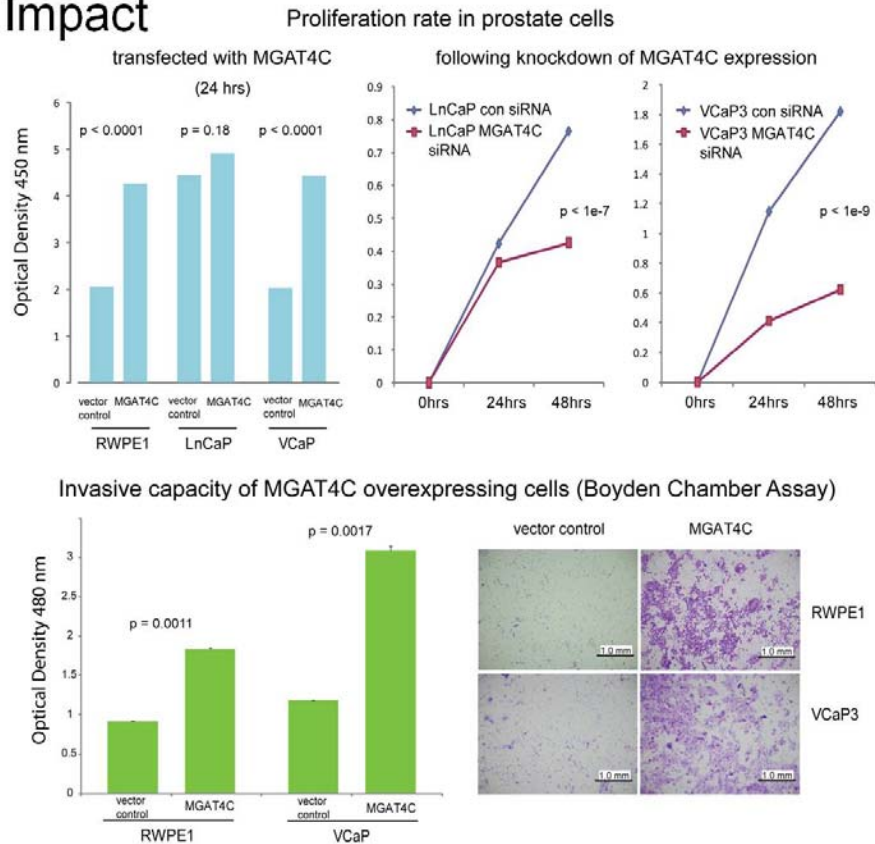 Impact
Proliferation rate in prostate cells
transfected with MGAT4C
(24 hrs)
following knockdown of MGAT4C expression
Optical Density 450 nm
6
5
4
3
2
1
0
p < 0.0001
p = 0.18
p < 0.0001
vector
control
MGAT4C
vector
control
MGAT4C
vector
control
MGAT4C
RWPE1
LnCaP
VCaP
0.9
0.8
0.7
0.6
0.5
0.4
0.3
0.2
0.1
0
LnCaP con siRNA
LnCaP MGAT4C
siRNA
p < 1e-7
0hrs
24hrs
48hrs
2
1.8
1.6
1.4
1.2
1
0.8
0.6
0.4
0.2
0
VCaP3 con siRNA
VCaP3 MGAT4C
siRNA
p < 1e-9
0hrs
24hrs
48hrs
Invasive capacity of MGAT4C overexpressing cells (Boyden Chamber Assay)
Optical Density 480 nm
3
2.5
2
1.5
1
0.5
0
p = 0.0011
p = 0.0017
vector
control
MGAT4C
vector
control
MGAT4C
RWPE1
VCaP
vector control
MGAT4C
1.0 mm
1.0 mm
RWPE1
1.0 mm
1.0 mm
VCaP3